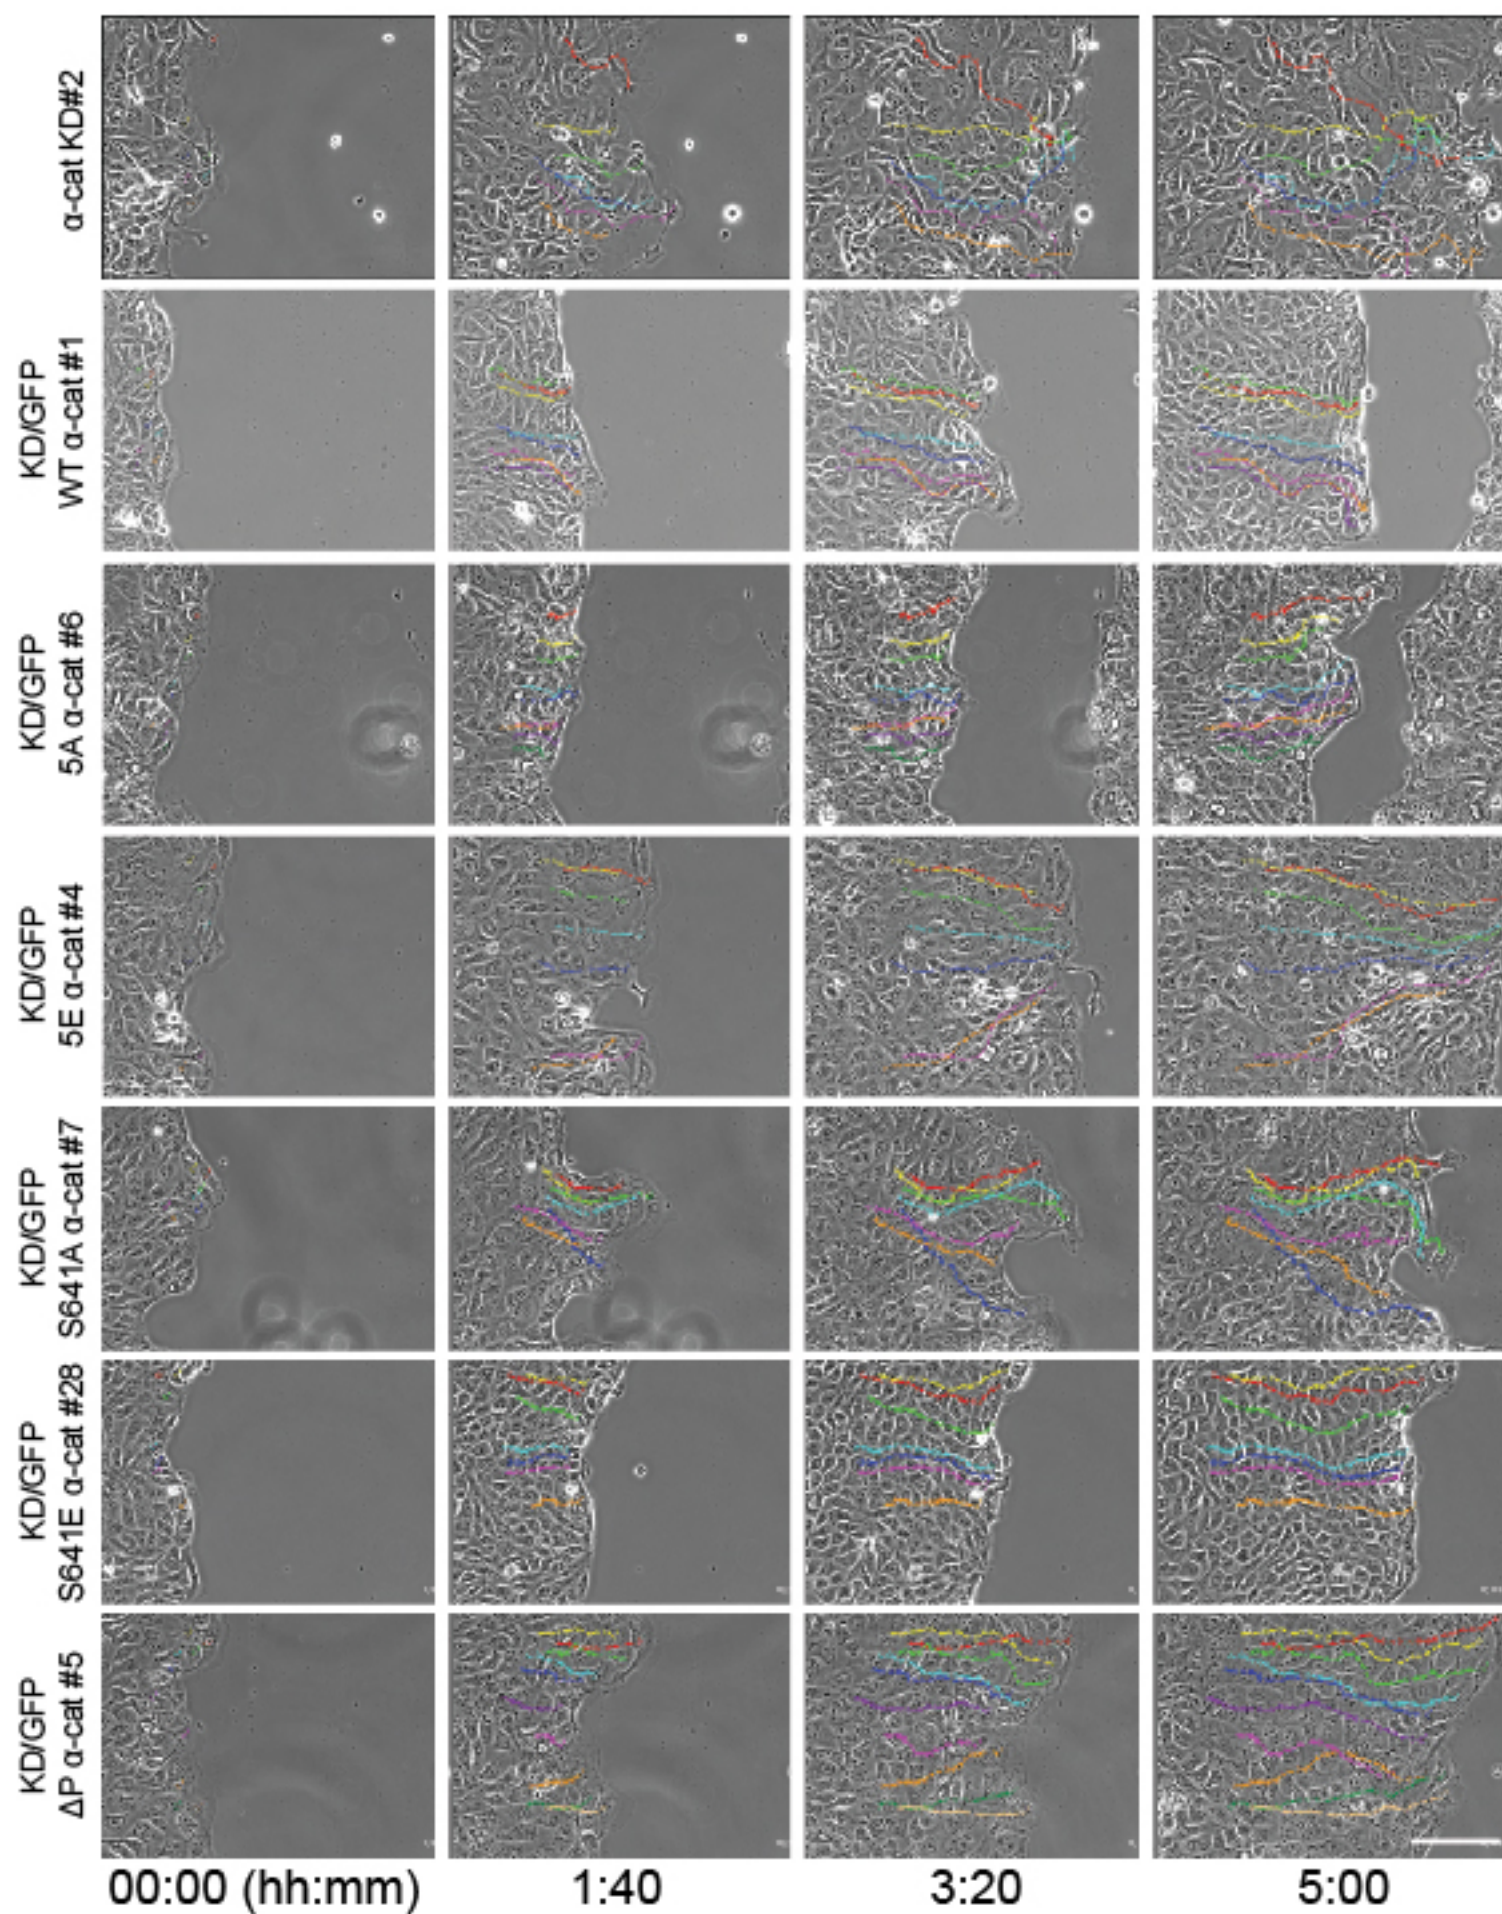 α-cat KD#2
KD/GFP
WT α-cat #1
KD/GFP
5A α-cat #6
KD/GFP
5E α-cat #4
KD/GFP
S641A α-cat #7
KD/GFP
S641E α-cat #28
KD/GFP
ΔP α-cat #5
00:00 (hh:mm) 1:40 3:20 5:00